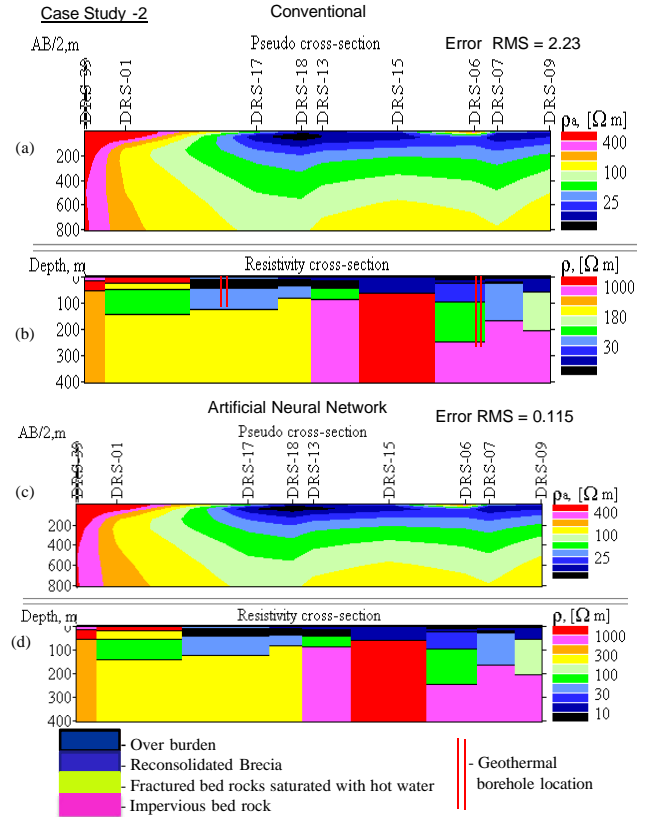 Case Study -2
Conventional
AB/2,m
Pseudo cross-section
Error RMS = 2.23
DRS-39
DRS-01
DRS-17
DRS-18
DRS-13
DRS-15
DRS-06
DRS-07
DRS-09
(a)
200
400
600
800
ρa, [Ω m]
400
100
25
Depth, m
Resistivity cross-section
(b)
0
100
200
300
400
ρ, [Ω m]
1000
180
30
Artificial Neural Network
AB/2,m
Pseudo cross-section
Error RMS = 0.115
DRS-39
DRS-01
DRS-17
DRS-18
DRS-13
DRS-15
DRS-06
DRS-07
DRS-09
(c)
200
400
600
800
ρa, [Ω m]
400
100
25
Depth, m
Resistivity cross-section
(d)
0
100
200
300
400
ρ, [Ω m]
1000
300
100
30
10
- Over burden
- Reconsolidated Brecia
- Fractured bed rocks saturated with hot water
- Impervious bed rock
- Geothermal
borehole location